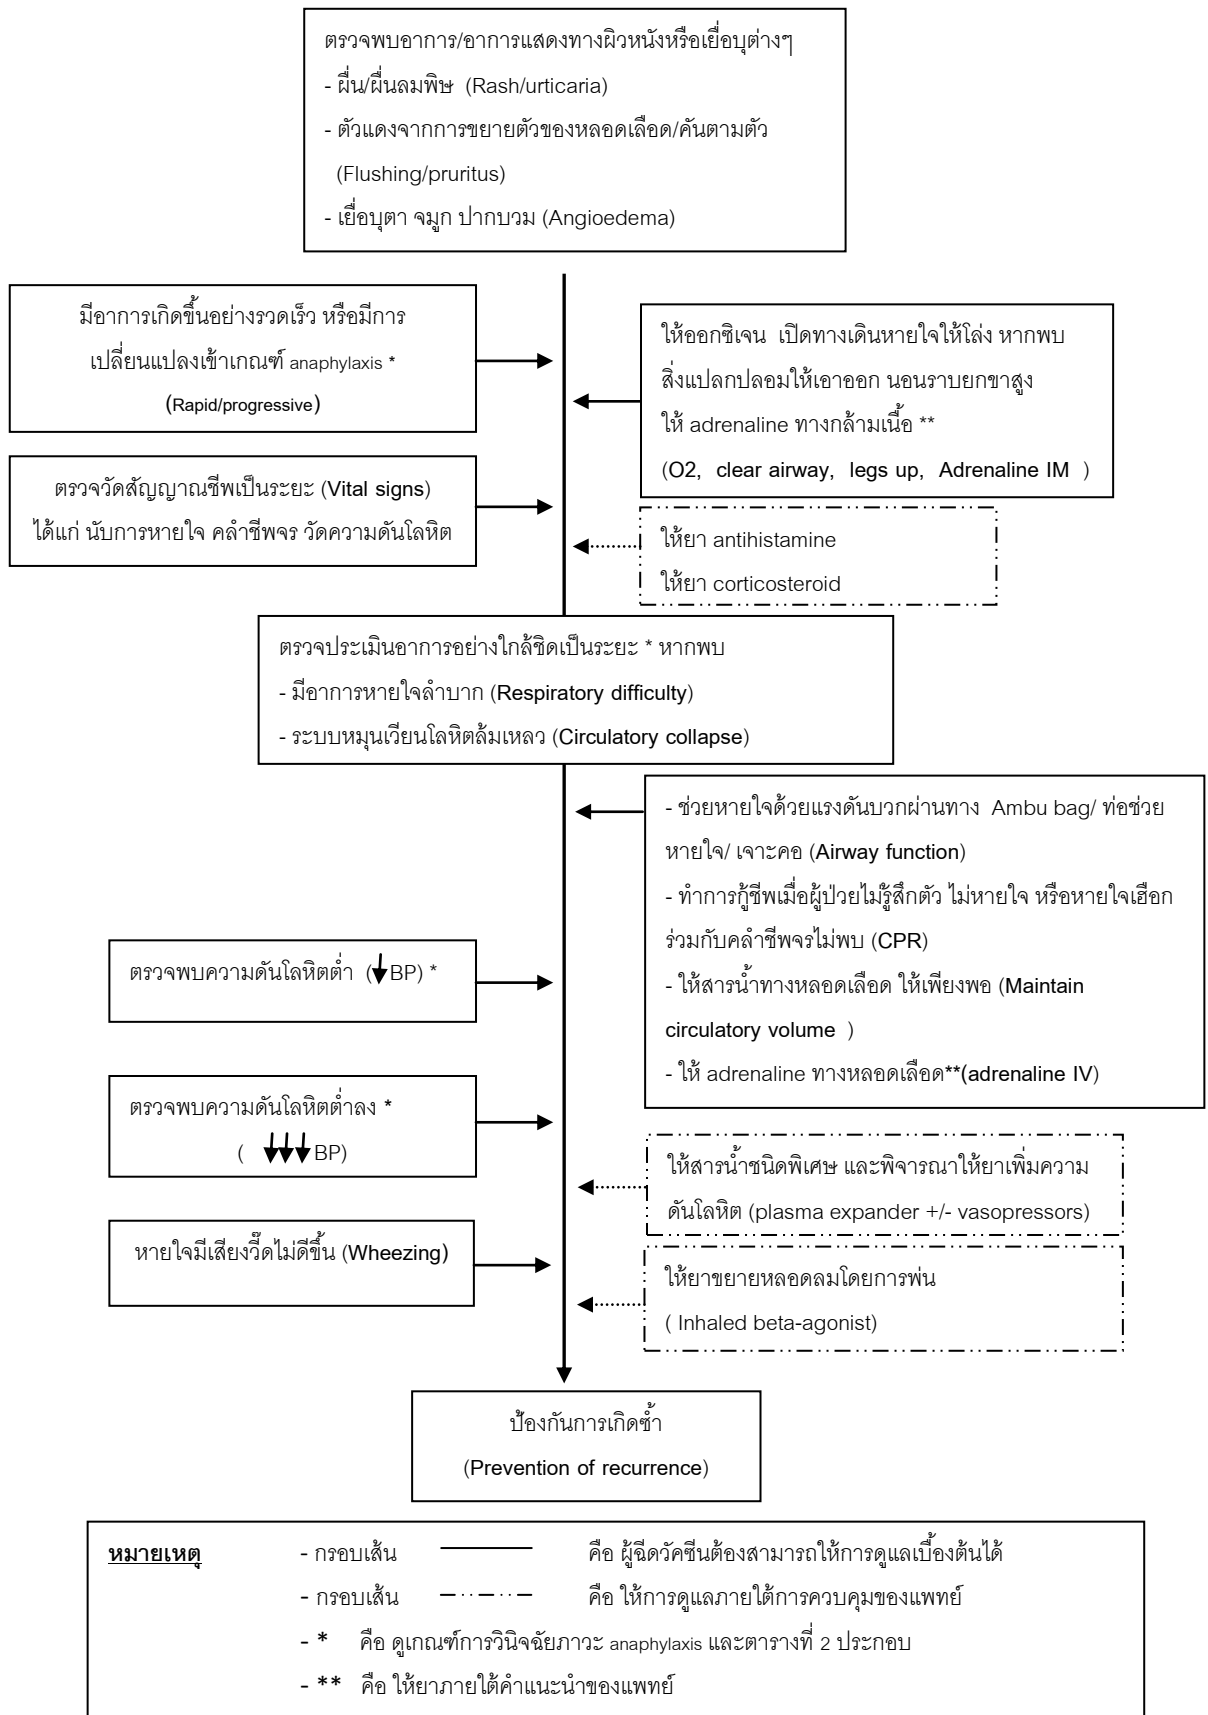 ตรวจพบอาการ/อาการแสดงทางผิวหนังหรือเยื่อบุต่างๆ
- ผื่น/ผื่นลมพิษ (Rash/urticaria)
- ตัวแดงจากการขยายตัวของหลอดเลือด/คันตามตัว
(Flushing/pruritus)
- เยื่อบุตา จมูก ปากบวม (Angioedema)
มีอาการเกิดขึ้นอย่างรวดเร็ว หรือมีการ
เปลี่ยนแปลงเข้าเกณฑ์ anaphylaxis *
(Rapid/progressive)
ให้ออกซิเจน เปิดทางเดินหายใจให้โล่ง หากพบ
สิ่งแปลกปลอมให้เอาออก นอนราบยกขาสูง
ให้ adrenaline ทางกล้ามเนื้อ **
(O2, clear airway, legs up, Adrenaline IM )
ตรวจวัดสัญญาณชีพเป็นระยะ (Vital signs)
ได้แก่ นับการหายใจ คลำชีพจร วัดความดันโลหิต
ให้ยา antihistamine
ให้ยา corticosteroid
ตรวจประเมินอาการอย่างใกล้ชิดเป็นระยะ * หากพบ
- มีอาการหายใจลำบาก (Respiratory difficulty)
- ระบบหมุนเวียนโลหิตล้มเหลว (Circulatory collapse)
- ช่วยหายใจด้วยแรงดันบวกผ่านทาง Ambu bag/ ท่อช่วย
หายใจ/ เจาะคอ (Airway function)
- ทำการกู้ชีพเมื่อผู้ป่วยไม่รู้สึกตัว ไม่หายใจ หรือหายใจเฮือก
ร่วมกับคลำชีพจรไม่พบ (CPR)
- ให้สารน้ำทางหลอดเลือด ให้เพียงพอ (Maintain
circulatory volume )
- ให้ adrenaline ทางหลอดเลือด**(adrenaline IV)
ตรวจพบความดันโลหิตต่ำ (↓BP) *
ตรวจพบความดันโลหิตต่ำลง *
( ↓↓↓BP)
ให้สารน้ำชนิดพิเศษ และพิจารณาให้ยาเพิ่มความ
ดันโลหิต (plasma expander +/- vasopressors)
หายใจมีเสียงวี๊ดไม่ดีขึ้น (Wheezing)
ให้ยาขยายหลอดลมโดยการพ่น
( Inhaled beta-agonist)
ป้องกันการเกิดซ้ำ
(Prevention of recurrence)
หมายเหตุ - กรอบเส้น คือ ผู้ฉีดวัคซีนต้องสามารถให้การดูแลเบื้องต้นได้
- กรอบเส้น คือ ให้การดูแลภายใต้การควบคุมของแพทย์
- * คือ ดูเกณฑ์การวินิจฉัยภาวะ anaphylaxis และตารางที่ 2 ประกอบ
- ** คือ ให้ยาภายใต้คำแนะนำของแพทย์